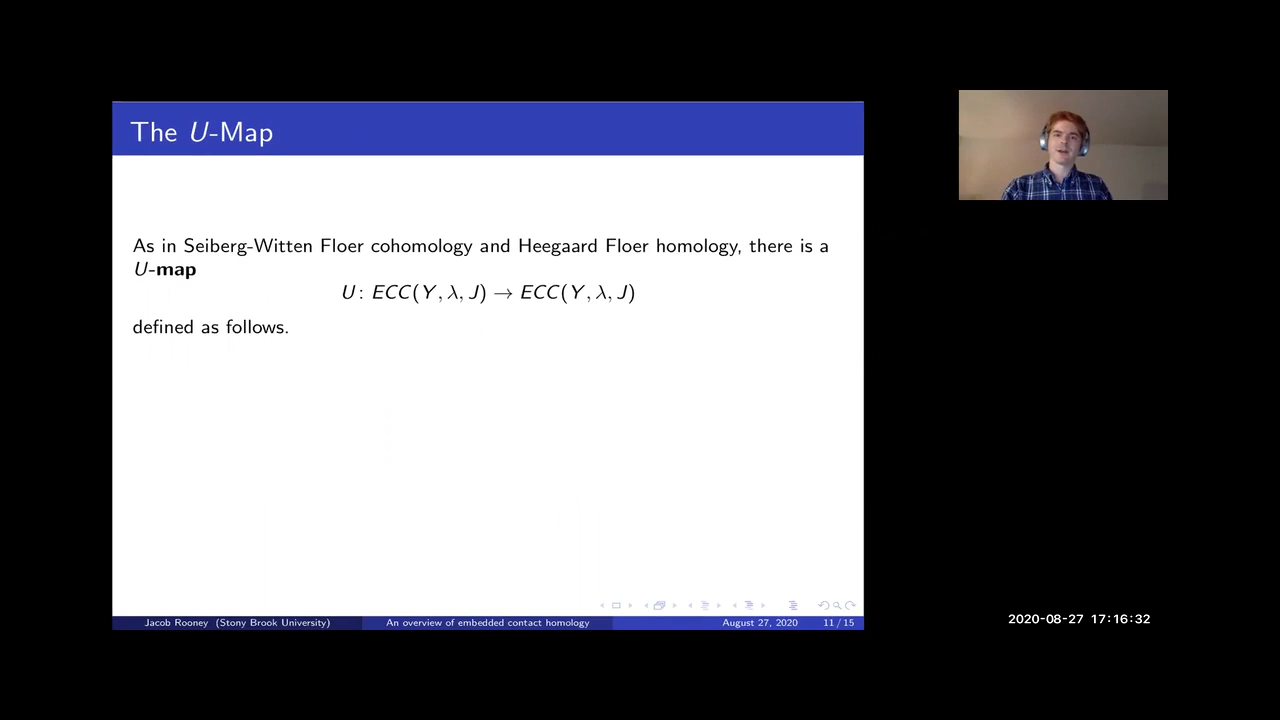 The U-Map
As in Seiberg-Witten Floer cohomology and Heegaard Floer homology, there is a
U-map
U: ECC(Y, λ, J) → ECC(Y, λ, J)
defined as follows.
Jacob Rooney (Stony Brook University) An overview of embedded contact homology August 27, 2020 11 / 15
2020-08-27 17:16:32